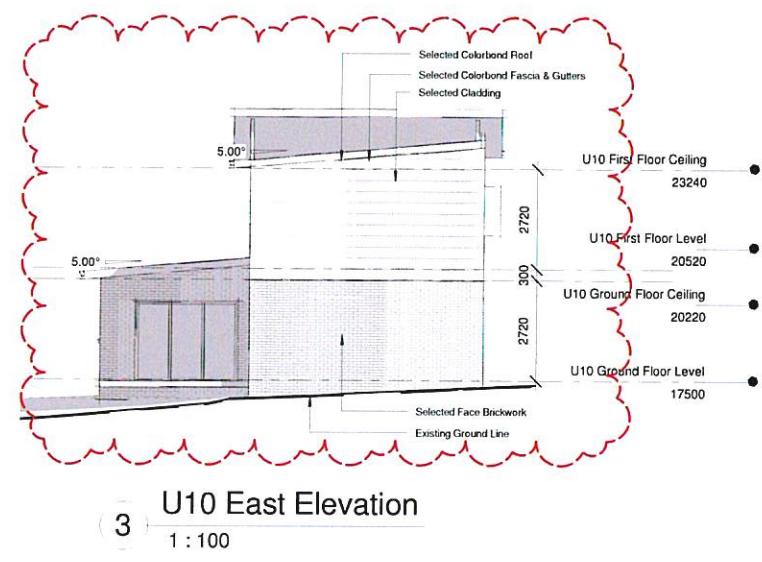 Selected Colorbond Roof
Selected Colorbond Fascia & Gutters
Selected Cladding
5.00°
U10 First Floor Ceiling
23240
2720
U10 First Floor Level
20520
5.00°
300
U10 Ground Floor Ceiling
20220
2720
U10 Ground Floor Level
17500
Selected Face Brickwork
Existing Ground Line
3
U10 East Elevation
1 : 100